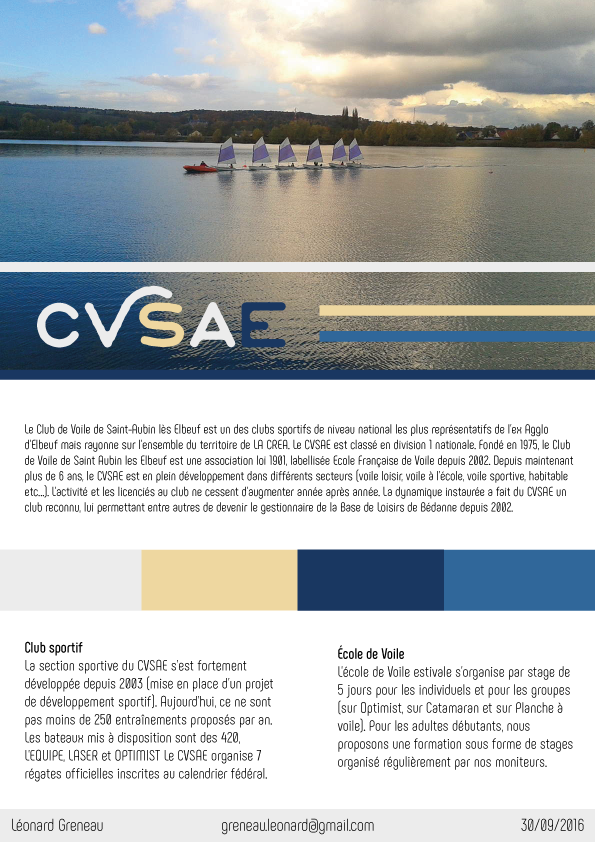 CVSAE
Le Club de Voile de Saint-Aubin lès Elbeuf est un des clubs sportifs de niveau national les plus représentatifs de l'ex Agglo
d'Elbeuf mais rayonne sur l'ensemble du territoire de LA CREA. Le CVSAE est classé en division 1 nationale. Fondé en 1975, le Club
de Voile de Saint Aubin les Elbeuf est une association loi 1901, labellisée Ecole Française de Voile depuis 2002. Depuis maintenant
plus de 6 ans, le CVSAE est en plein développement dans différents secteurs (voile loisir, voile à l'école, voile sportive, habitable
etc...). L'activité et les licenciés au club ne cessent d'augmenter année après année. La dynamique instaurée a fait du CVSAE un
club reconnu, lui permettant entre autres de devenir le gestionnaire de la Base de Loisirs de Bédanne depuis 2002.
Club sportif
La section sportive du CVSAE s'est fortement
développée depuis 2003 (mise en place d'un projet
de développement sportif). Aujourd'hui, ce ne sont
pas moins de 250 entraînements proposés par an.
Les bateaux mis à disposition sont des 420,
L'EQUIPE, LASER et OPTIMIST Le CVSAE organise 7
régates officielles inscrites au calendrier fédéral.
École de Voile
L'école de Voile estivale s'organise par stage de
5 jours pour les individuels et pour les groupes
(sur Optimist, sur Catamaran et sur Planche à
voile). Pour les adultes débutants, nous
proposons une formation sous forme de stages
organisé régulièrement par nos moniteurs.
Léonard Greneau greneau.leonard@gmail.com 30/09/2016